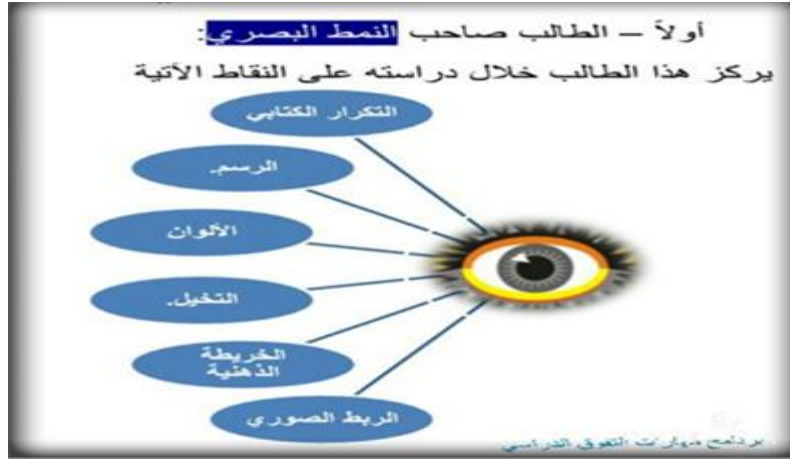 أولاً – الطالب صاحب النمط البصري:
يركز هذا الطالب خلال دراسته على النقاط الآتية
التكرار الكتابي
الرسم.
الألوان
التخيل.
الخريطة
الذهنية
الربط الصوري
برنامج مهارات التفوق الدراسي